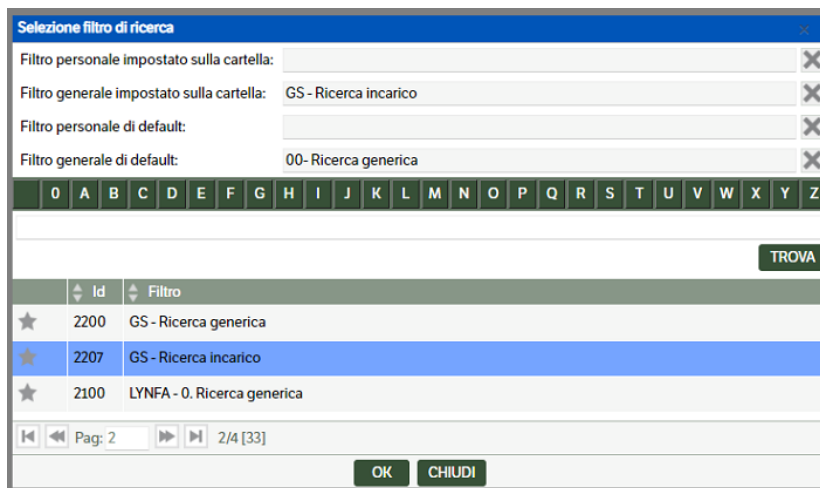 Selezione filtro di ricerca
Filtro personale impostato sulla cartella:
Filtro generale impostato sulla cartella: GS - Ricerca incarico
Filtro personale di default:
Filtro generale di default: 00- Ricerca generica
0 A B C D E F G H I J K L M N O P Q R S T U V W X Y Z
TROVA
Id Filtro
2200 GS - Ricerca generica
2207 GS - Ricerca incarico
2100 LYNFA - 0. Ricerca generica
Pag: 2 2/4 [33]
OK CHIUDI